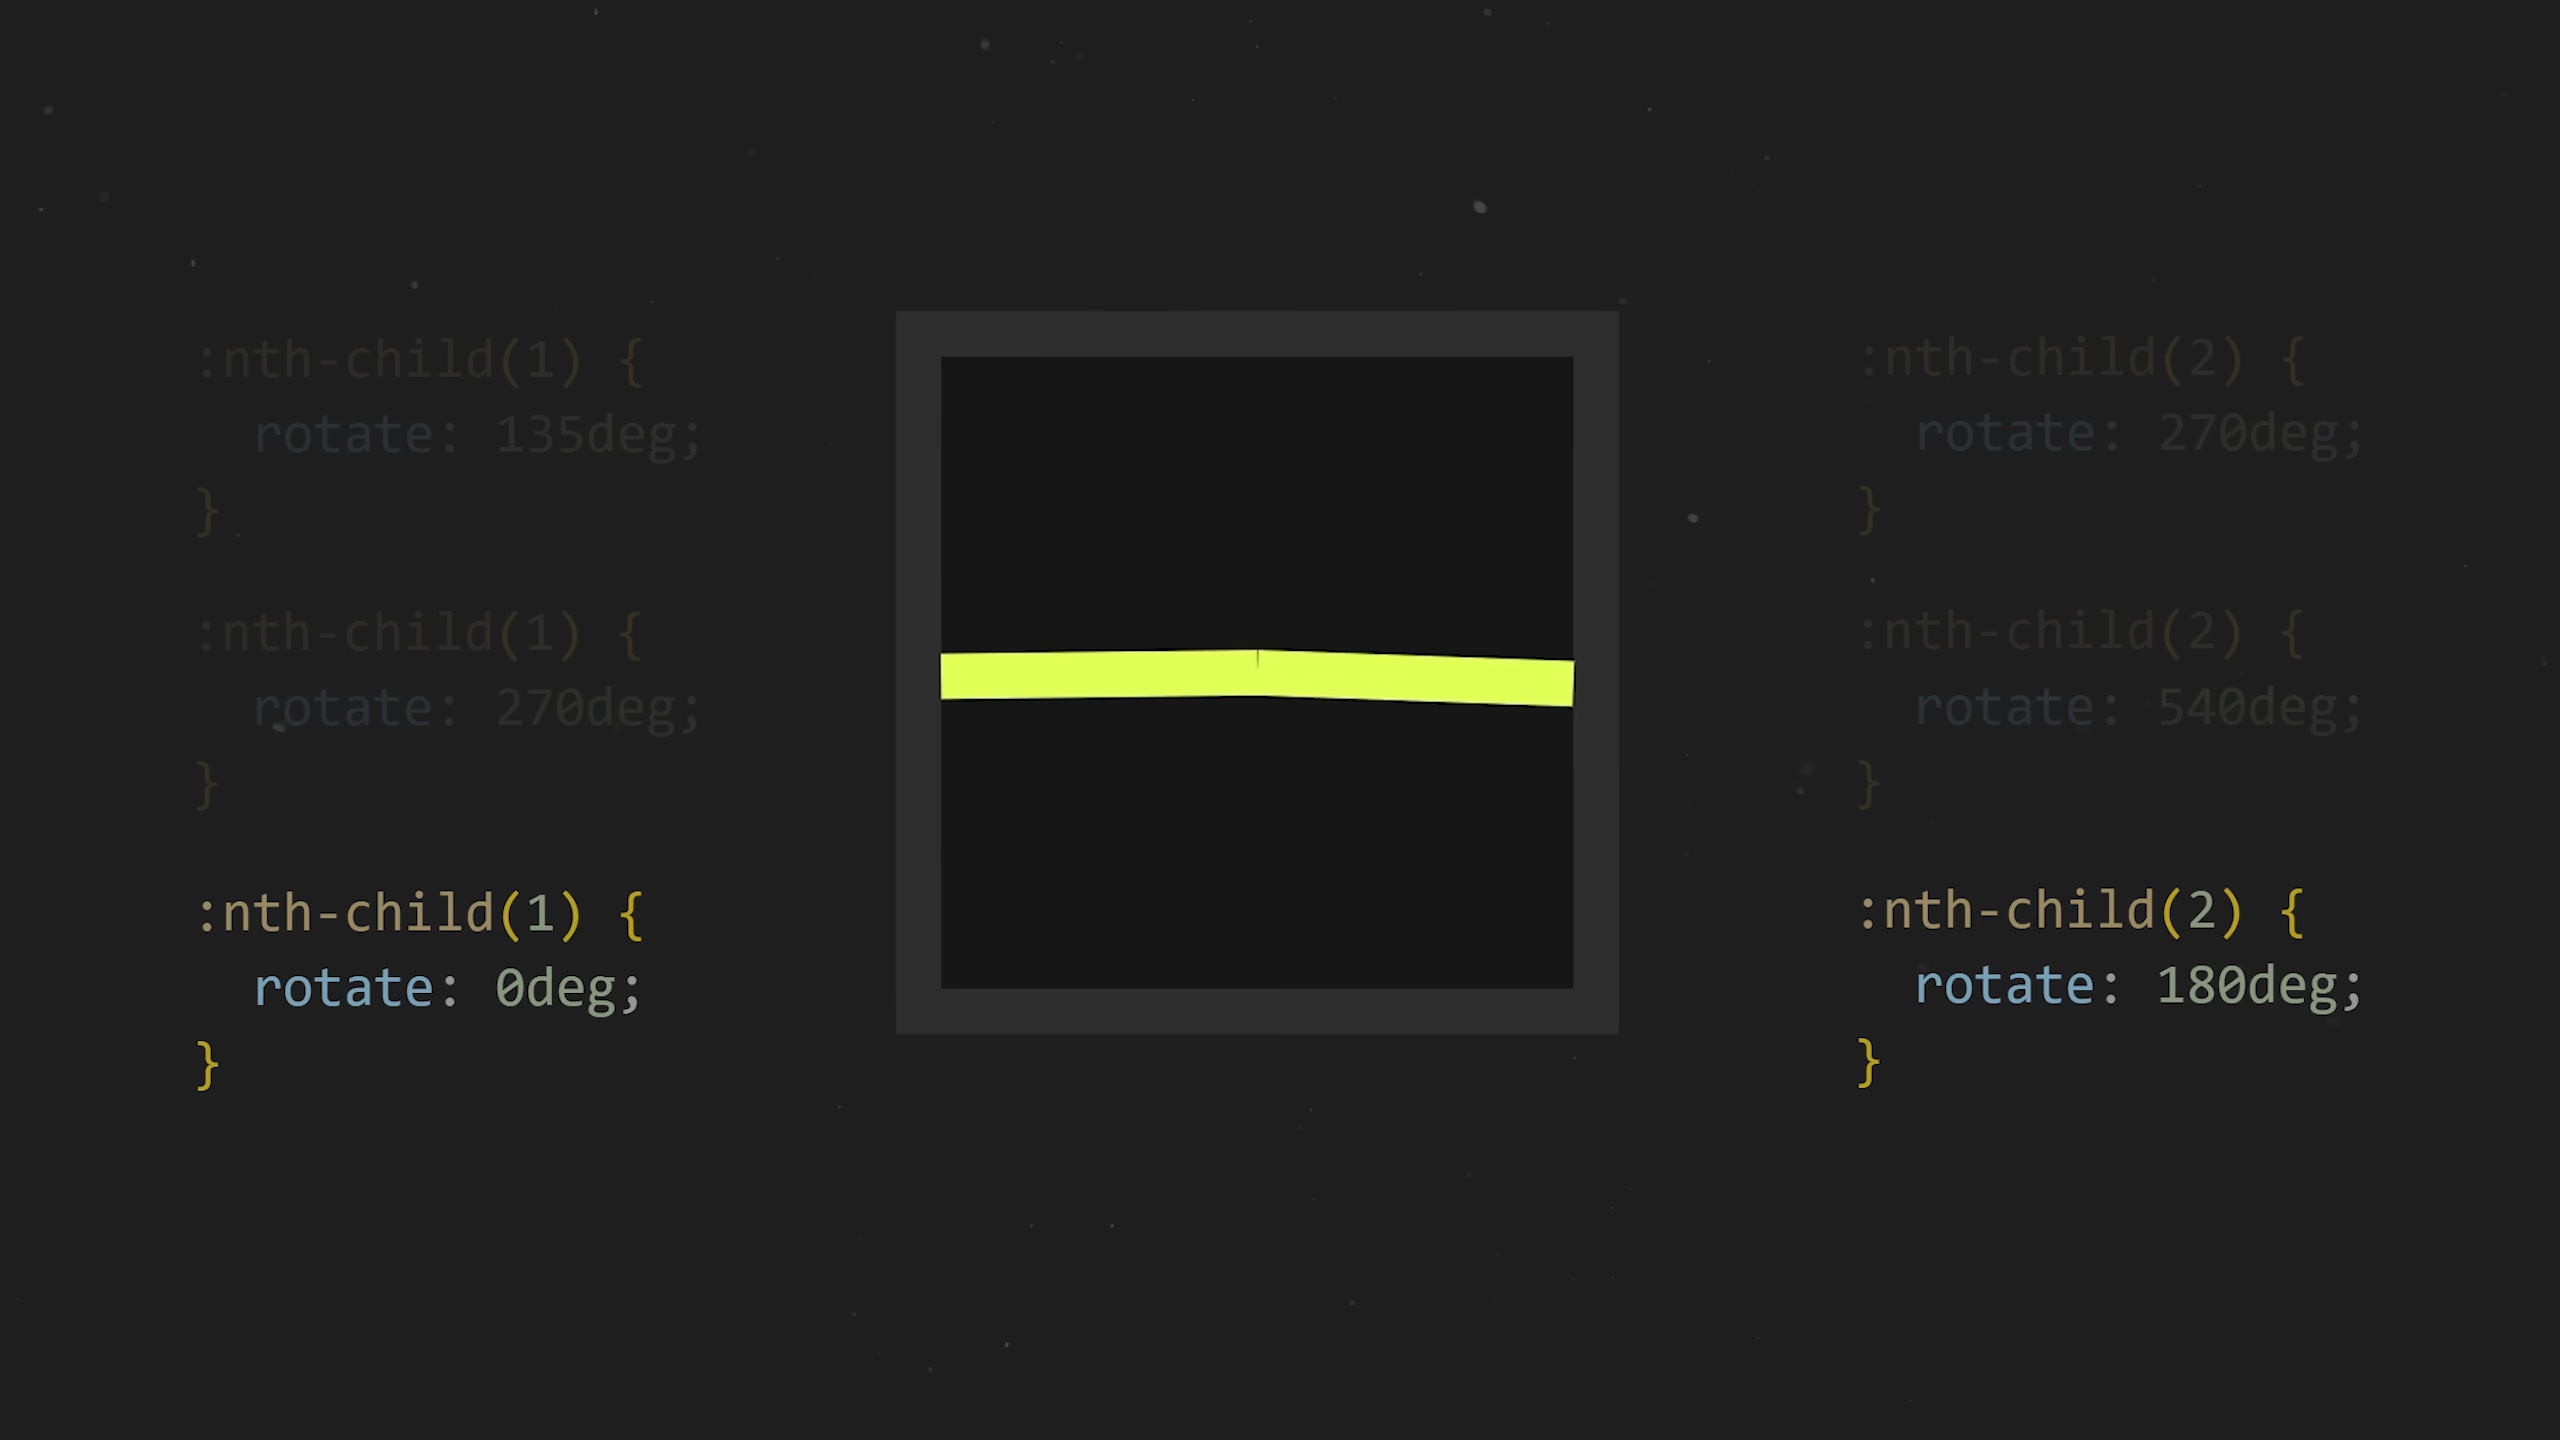 :nth-child(1) {
  rotate: 135deg;
}
:nth-child(1) {
  rotate: 270deg;
}
:nth-child(1) {
  rotate: 0deg;
}
:nth-child(2) {
  rotate: 270deg;
}
:nth-child(2) {
  rotate: 540deg;
}
:nth-child(2) {
  rotate: 180deg;
}